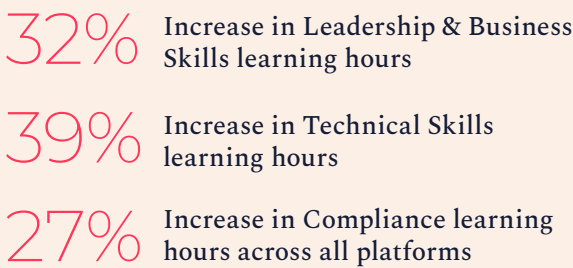 32% Increase in Leadership & Business
Skills learning hours
39% Increase in Technical Skills
learning hours
27% Increase in Compliance learning
hours across all platforms